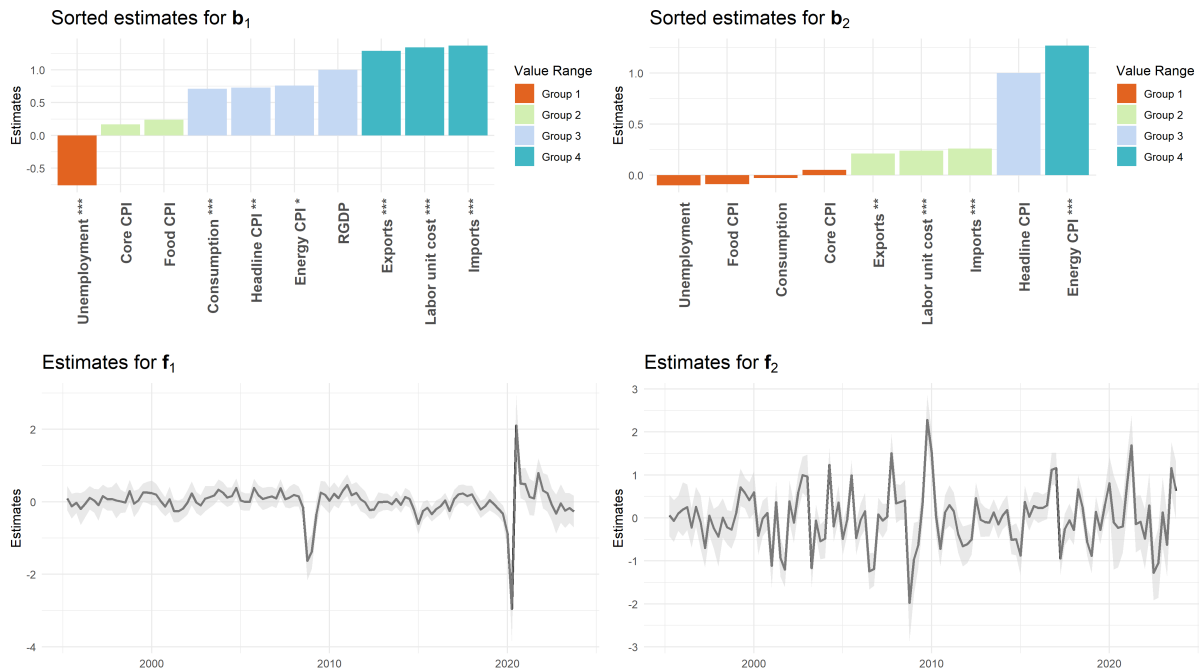 Sorted estimates for b1
Estimates
1.0
0.5
0.0
-0.5
Unemployment ***
Core CPI
Food CPI
Consumption ***
Headline CPI **
Energy CPI *
RGDP
Exports ***
Labor unit cost ***
Imports ***
Value Range
Group 1
Group 2
Group 3
Group 4
Sorted estimates for b2
Estimates
1.0
0.5
0.0
Unemployment
Food CPI
Consumption
Core CPI
Exports **
Labor unit cost ***
Imports ***
Headline CPI
Energy CPI ***
Value Range
Group 1
Group 2
Group 3
Group 4
Estimates for f1
Estimates
2
0
-2
-4
2000
2010
2020
Estimates for f2
Estimates
3
2
1
0
-1
-2
-3
2000
2010
2020